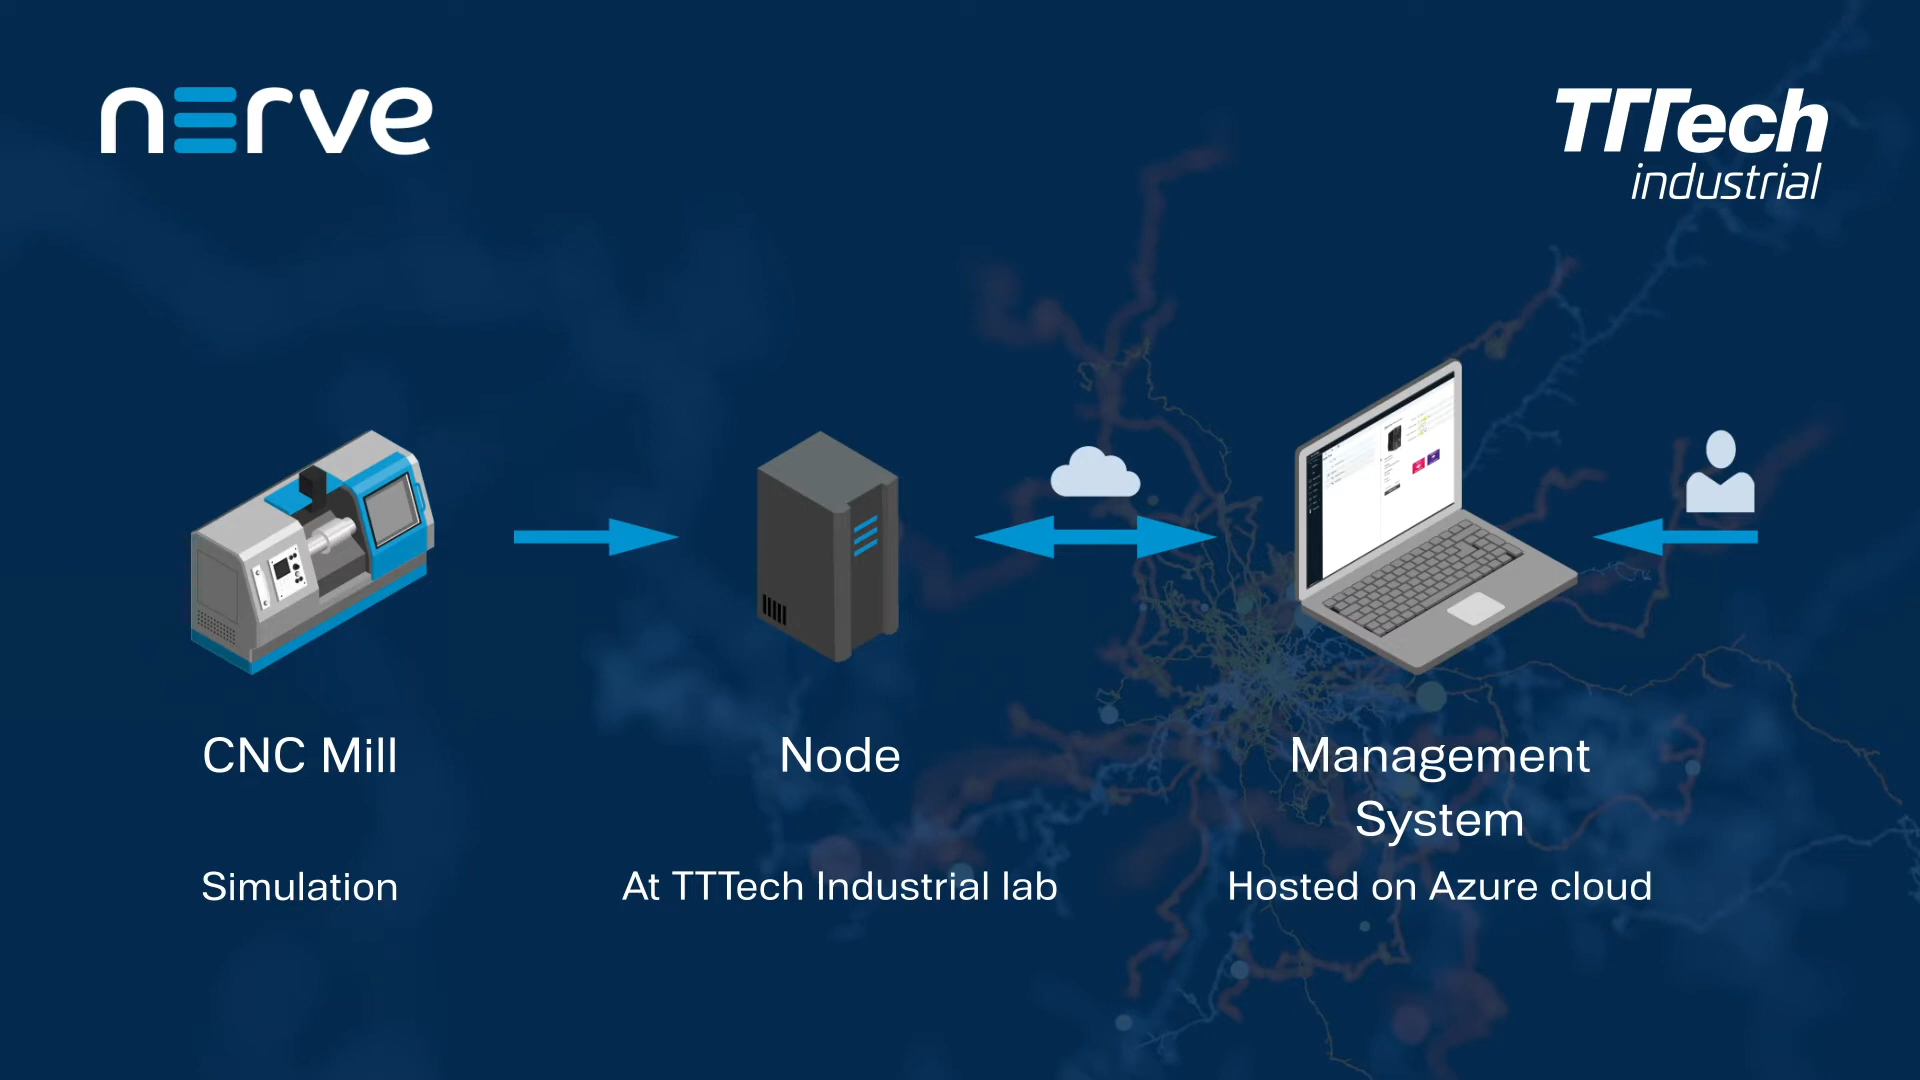 nerve
TTTech
industrial
CNC Mill
Node
Management
System
Simulation
At TTTech Industrial lab
Hosted on Azure cloud